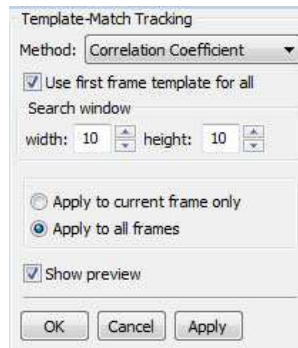 Template-Match Tracking
Method: Correlation Coefficient
Use first frame template for all
Search window
width: 10 height: 10
Apply to current frame only
Apply to all frames
Show preview
OK Cancel Apply